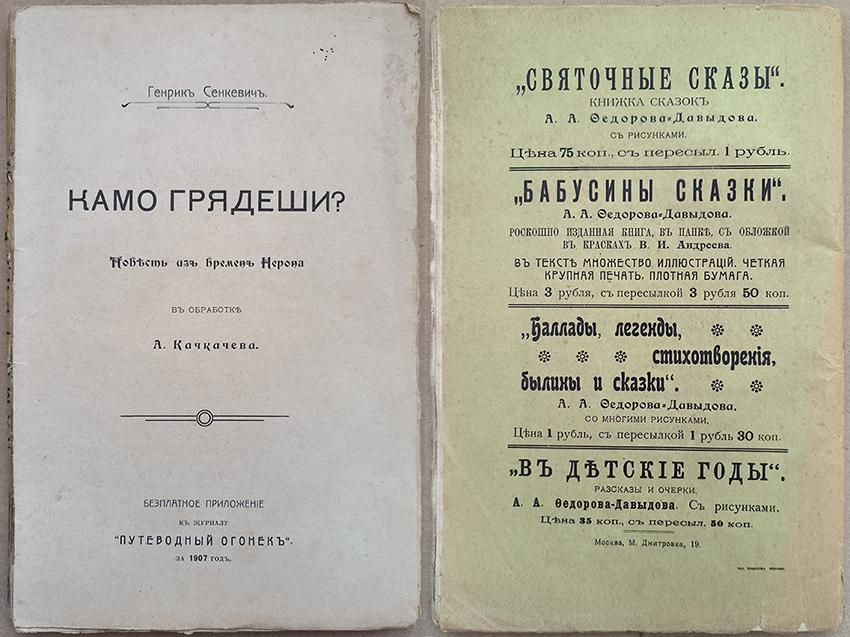 Генрикъ Сенкевичъ.
КАМО ГРЯДЕШИ?
Повѣсть изъ временъ Нерона
ВЪ ОБРАБОТКѢ
А. Качкачева.
БЕЗПЛАТНОЕ ПРИЛОЖЕНІЕ
КЪ ЖУРНАЛУ
"ПУТЕВОДНЫЙ ОГОНЕКЪ".
ЗА 1907 ГОДЪ.
„СВЯТОЧНЫЕ СКАЗЫ“.
КНИЖКА СКАЗОКЪ
А. А. Ѳедорова-Давыдова.
СЪ РИСУНКАМИ.
Цѣна 75 коп., съ пересыл. 1 рубль.
„БАБУСИНЫ СКАЗКИ“.
А. А. Ѳедорова-Давыдова.
РОСКОШНО ИЗДАННАЯ КНИГА, ВЪ ПАПКѢ, СЪ ОБЛОЖКОЙ
ВЪ КРАСКАХЪ В. И. Андреева.
ВЪ ТЕКСТѢ МНОЖЕСТВО ИЛЛЮСТРАЦІЙ. ЧЕТКАЯ
КРУПНАЯ ПЕЧАТЬ, ПЛОТНАЯ БУМАГА.
Цѣна 3 рубля, съ пересылкой 3 рубля 50 коп.
„Баллады, легенды,
стихотворенія,
былины и сказки“.
А. А. Ѳедорова-Давыдова.
СО МНОГИМИ РИСУНКАМИ.
Цѣна 1 рубль, съ пересылкой 1 рубль 30 коп.
„ВЪ ДѢТСКІЕ ГОДЫ“.
РАЗСКАЗЫ И ОЧЕРКИ.
А. А. Ѳедорова-Давыдова. Съ рисунками.
Цѣна 35 коп., съ пересыл. 50 коп.
Москва, М. Дмитровка, 19.